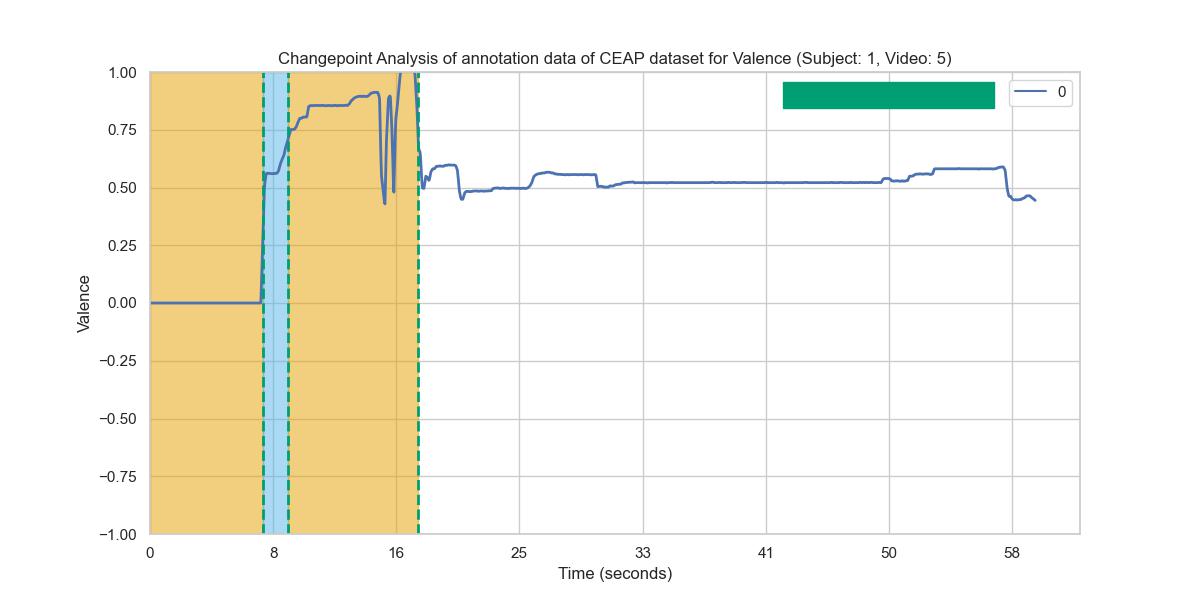 Changepoint Analysis of annotation data of CEAP dataset for Valence (Subject: 1, Video: 5)
1.00
0.75
0.50
0.25
0.00
−0.25
−0.50
−0.75
−1.00
Valence
0
0 8 16 25 33 41 50 58
Time (seconds)